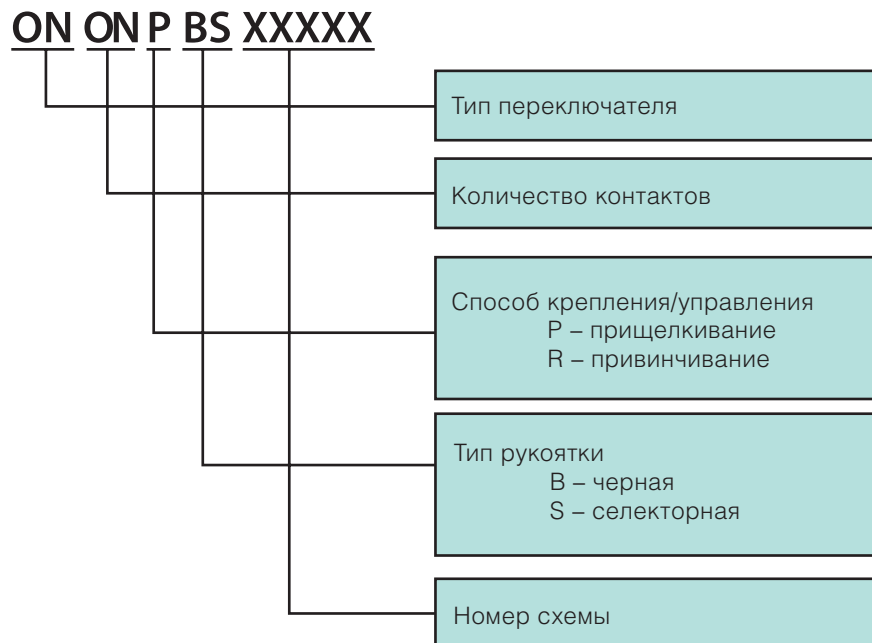 ON ON P BS XXXXX
Тип переключателя
Количество контактов
Способ крепления/управления
P – прищелкивание
R – привинчивание
Тип рукоятки
B – черная
S – селекторная
Номер схемы